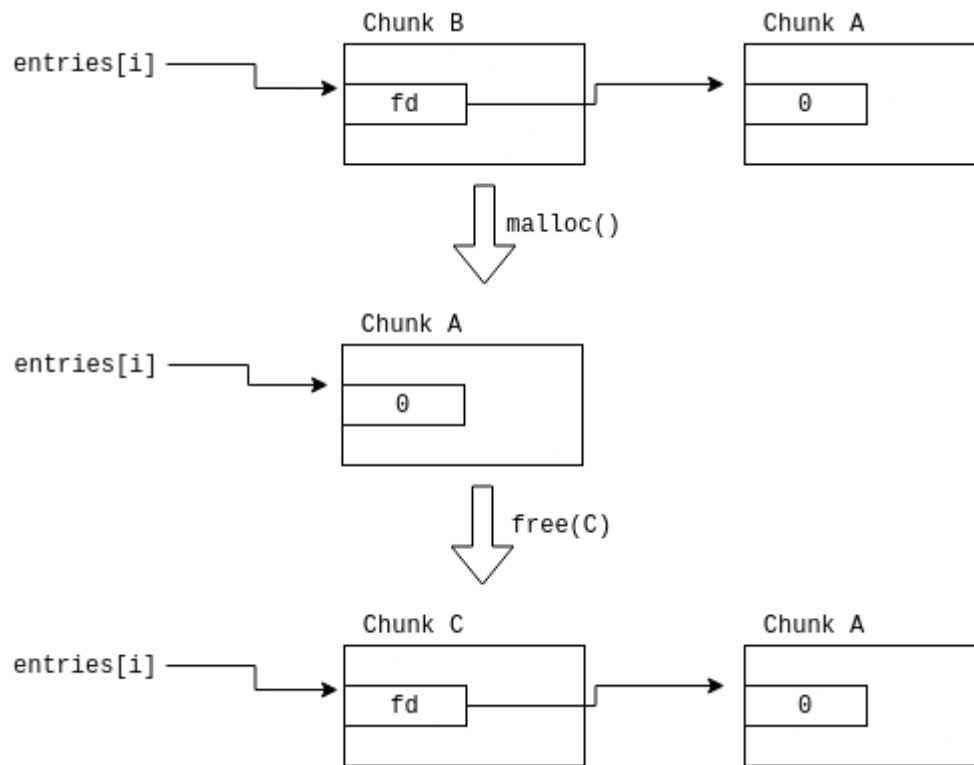 Chunk B
Chunk A
entries[i]
fd
0
malloc()
Chunk A
entries[i]
0
free(C)
Chunk C
Chunk A
entries[i]
fd
0